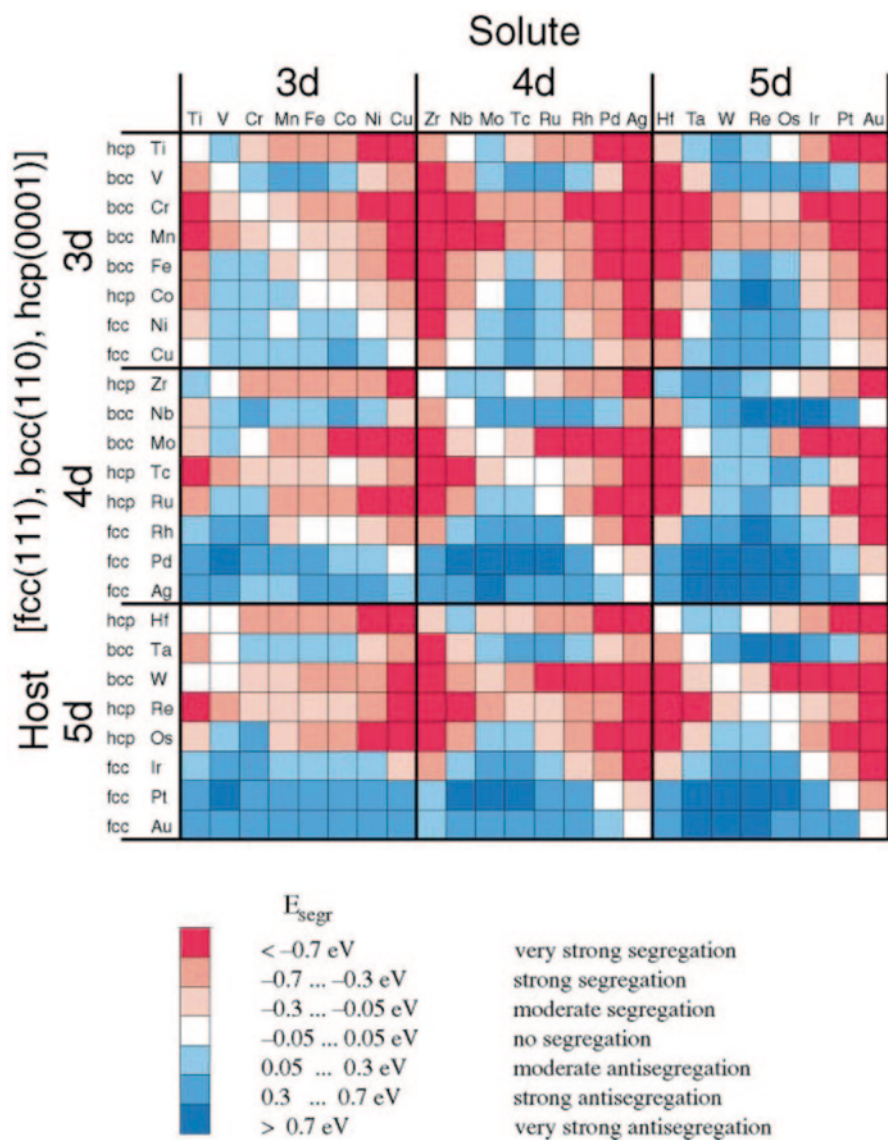 Solute
3d 4d 5d
Ti V Cr Mn Fe Co Ni Cu Zr Nb Mo Tc Ru Rh Pd Ag Hf Ta W Re Os Ir Pt Au
Host [fcc(111), bcc(110), hcp(0001)]
3d
hcp Ti
bcc V
bcc Cr
bcc Mn
bcc Fe
hcp Co
fcc Ni
fcc Cu
4d
hcp Zr
bcc Nb
bcc Mo
hcp Tc
hcp Ru
fcc Rh
fcc Pd
fcc Ag
5d
hcp Hf
bcc Ta
bcc W
hcp Re
hcp Os
fcc Ir
fcc Pt
fcc Au
E_segr
< –0.7 eV very strong segregation
–0.7 ... –0.3 eV strong segregation
–0.3 ... –0.05 eV moderate segregation
–0.05 ... 0.05 eV no segregation
0.05 ... 0.3 eV moderate antisegregation
0.3 ... 0.7 eV strong antisegregation
> 0.7 eV very strong antisegregation